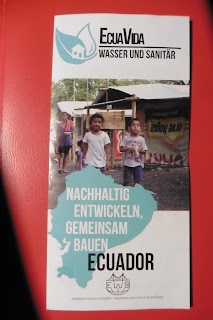 ECUAVIDA
WASSER UND SANITÄR
NACHHALTIG
ENTWICKELN,
GEMEINSAM
BAUEN
ECUADOR
E W B